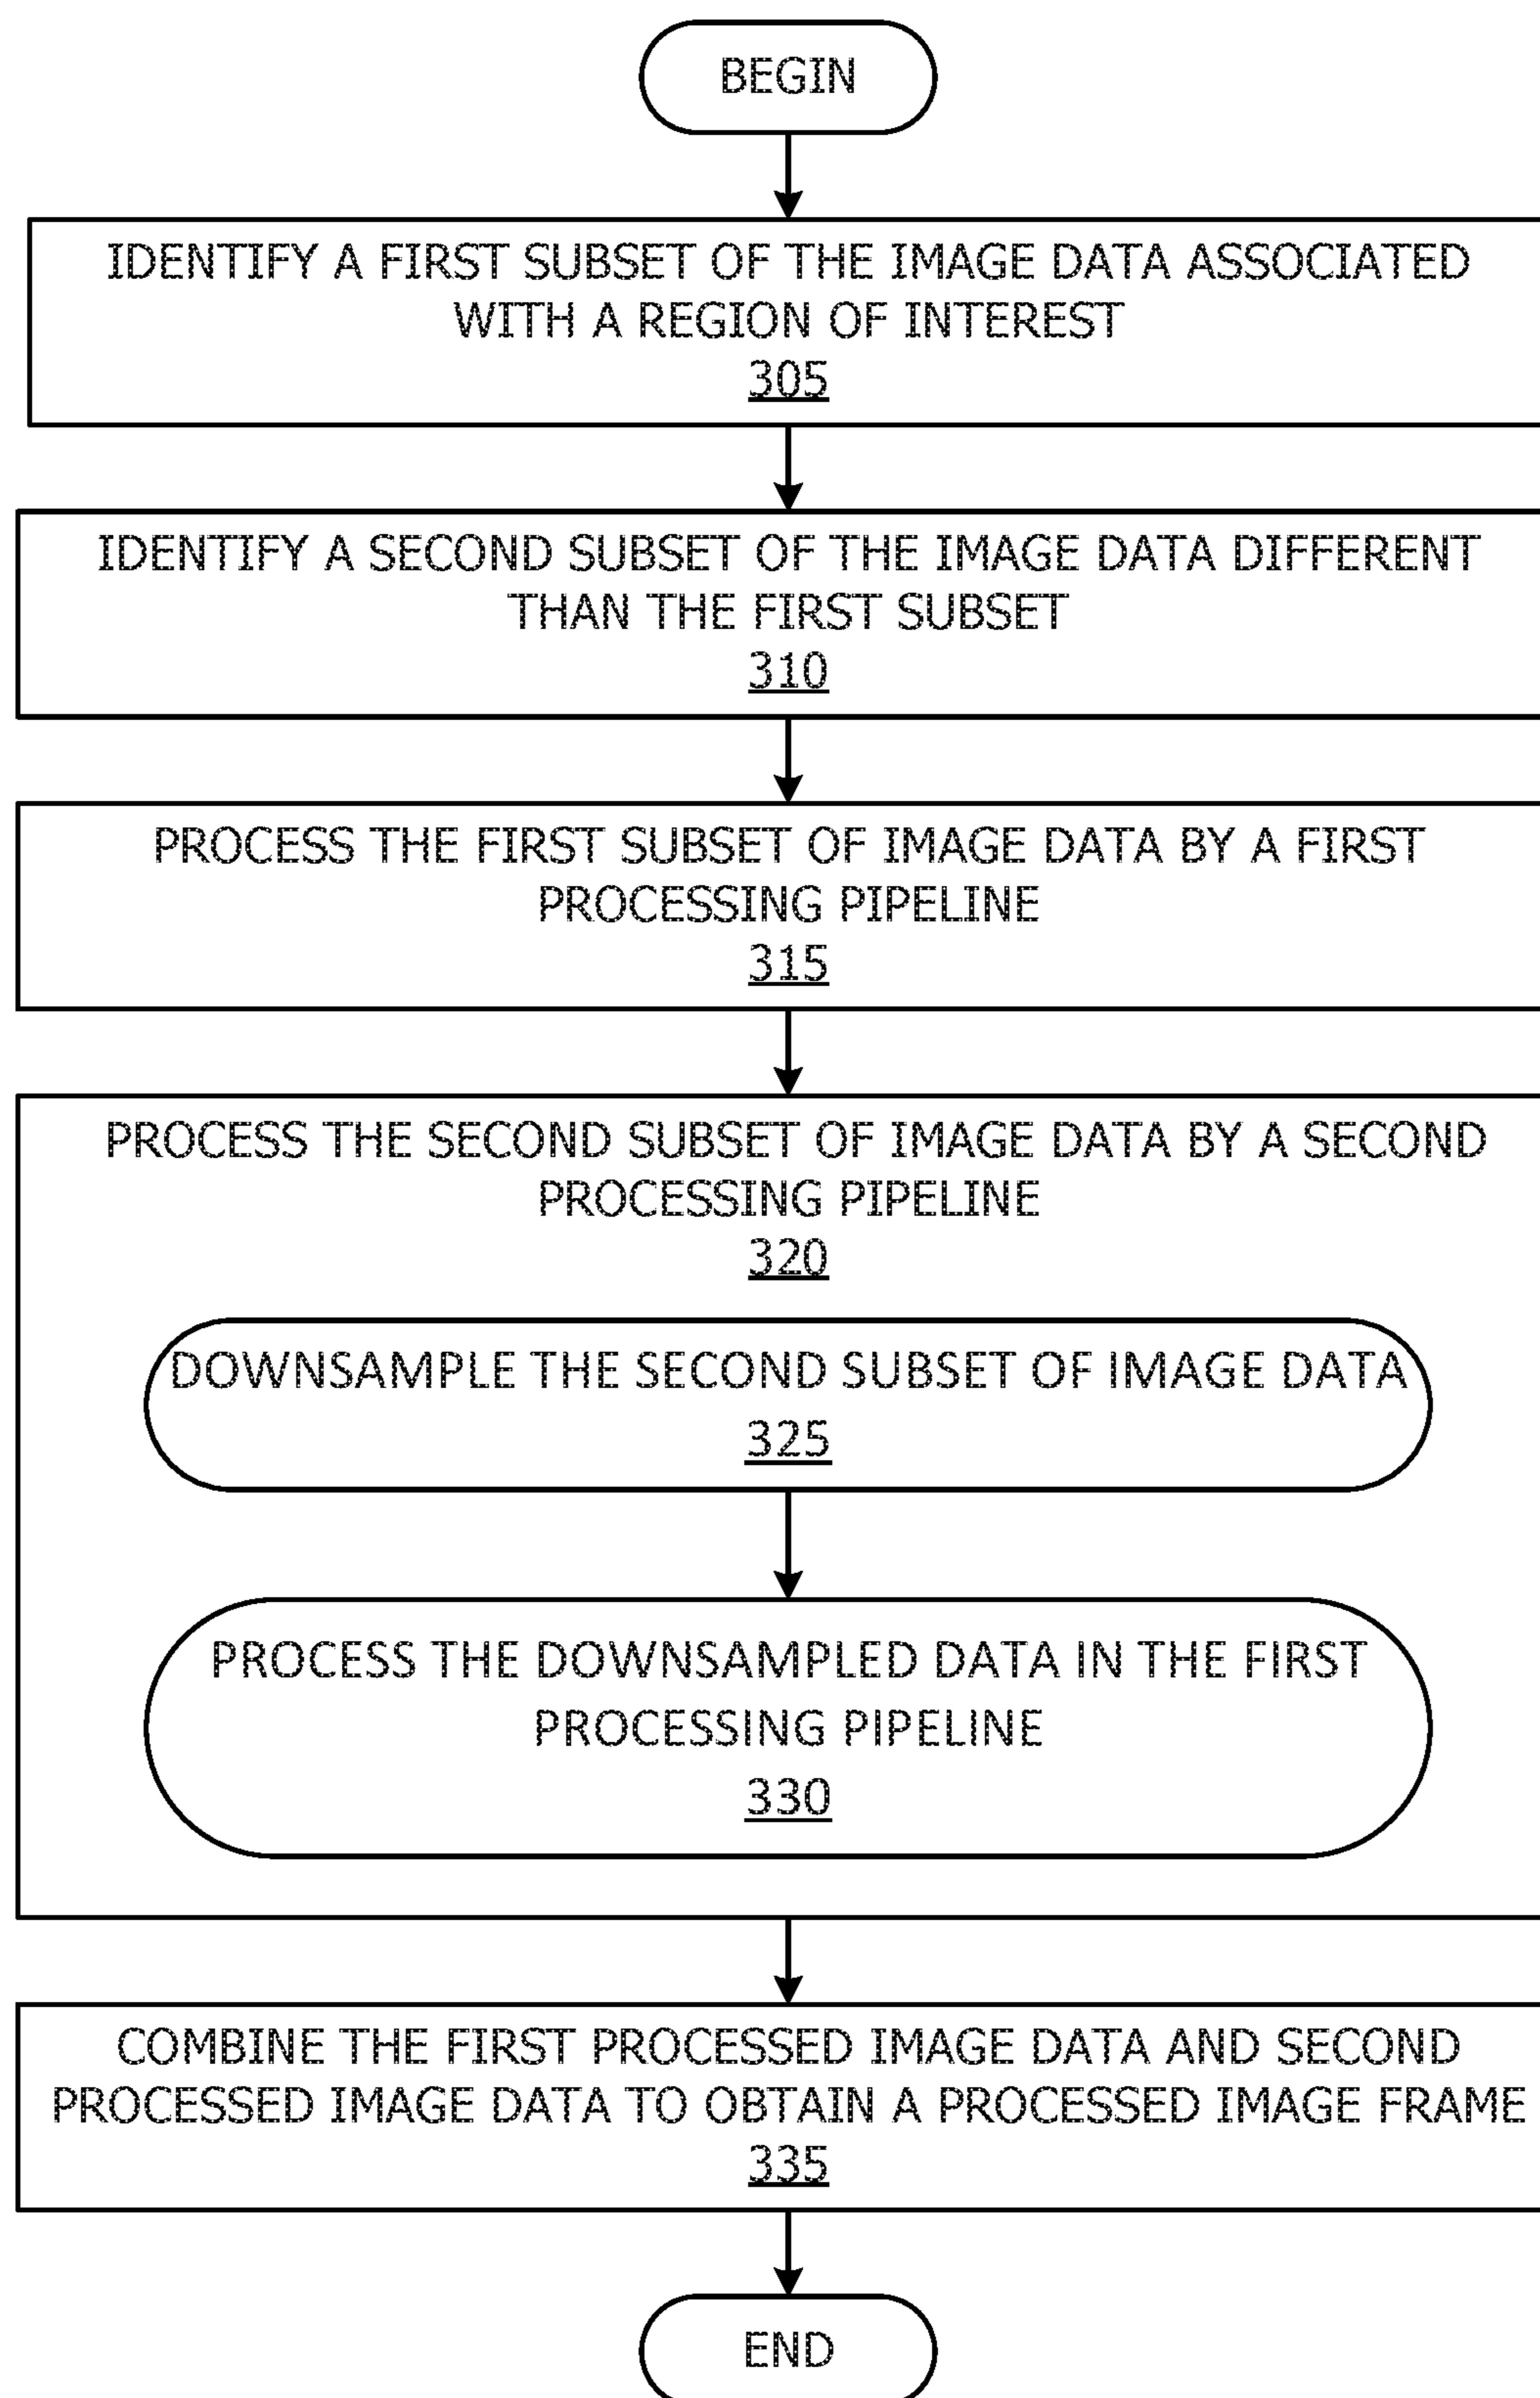 BEGIN
IDENTIFY A FIRST SUBSET OF THE IMAGE DATA ASSOCIATED
WITH A REGION OF INTEREST
305
IDENTIFY A SECOND SUBSET OF THE IMAGE DATA DIFFERENT
THAN THE FIRST SUBSET
310
PROCESS THE FIRST SUBSET OF IMAGE DATA BY A FIRST
PROCESSING PIPELINE
315
PROCESS THE SECOND SUBSET OF IMAGE DATA BY A SECOND
PROCESSING PIPELINE
320
DOWNSAMPLE THE SECOND SUBSET OF IMAGE DATA
325
PROCESS THE DOWNSAMPLED DATA IN THE FIRST
PROCESSING PIPELINE
330
COMBINE THE FIRST PROCESSED IMAGE DATA AND SECOND
PROCESSED IMAGE DATA TO OBTAIN A PROCESSED IMAGE FRAME
335
END